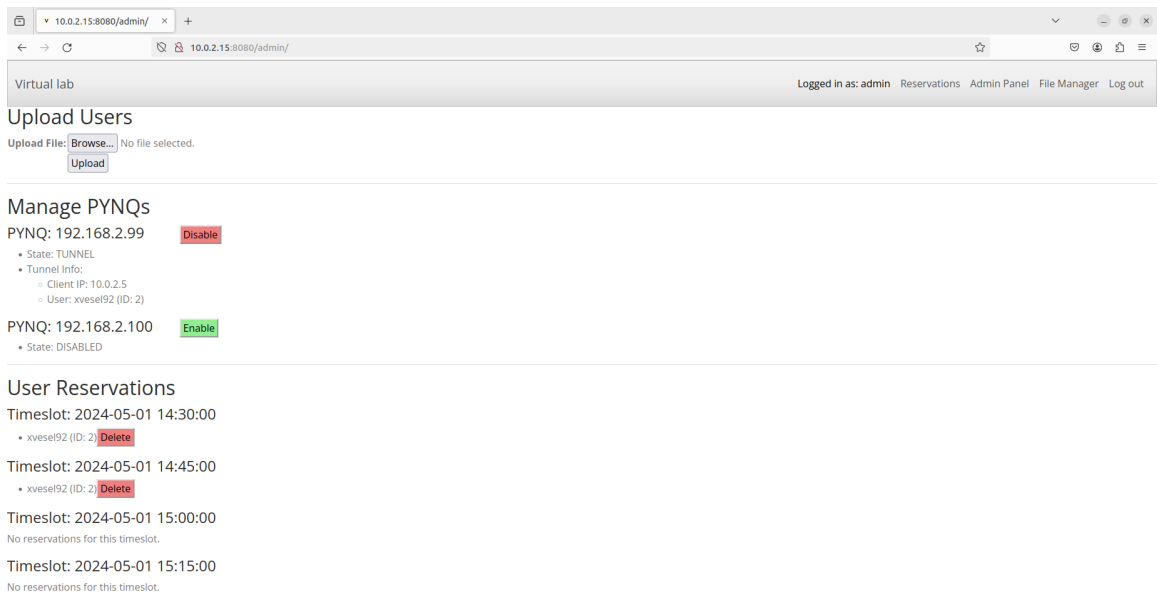 10.0.2.15:8080/admin/
10.0.2.15:8080/admin/
Virtual lab
Logged in as: admin Reservations Admin Panel File Manager Log out
Upload Users
Upload File: Browse... No file selected.
Upload
Manage PYNQs
PYNQ: 192.168.2.99 Disable
State: TUNNEL
Tunnel Info:
Client IP: 10.0.2.5
User: xvesel92 (ID: 2)
PYNQ: 192.168.2.100 Enable
State: DISABLED
User Reservations
Timeslot: 2024-05-01 14:30:00
xvesel92 (ID: 2) Delete
Timeslot: 2024-05-01 14:45:00
xvesel92 (ID: 2) Delete
Timeslot: 2024-05-01 15:00:00
No reservations for this timeslot.
Timeslot: 2024-05-01 15:15:00
No reservations for this timeslot.